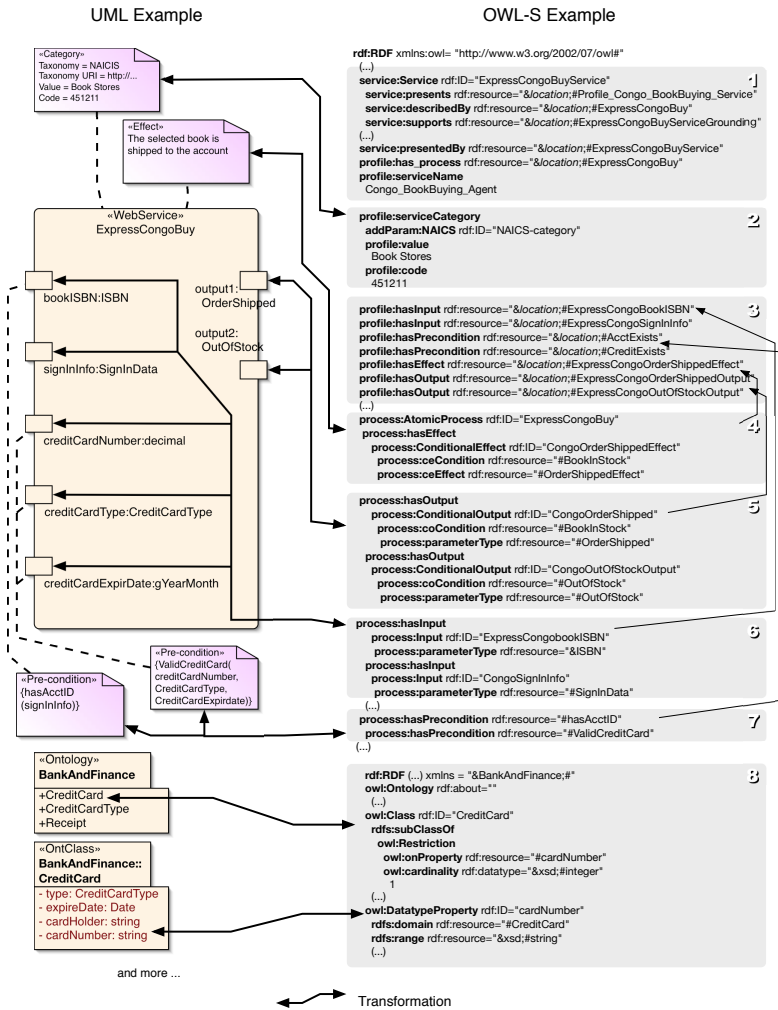 UML Example
OWL-S Example
«Category»
Taxonomy = NAICIS
Taxonomy URI = http://...
Value = Book Stores
Code = 451211
«Effect»
The selected book is
shipped to the account
«WebService»
ExpressCongoBuy
bookISBN:ISBN
signInInfo:SignInData
creditCardNumber:decimal
creditCardType:CreditCardType
creditCardExpirDate:gYearMonth
output1:
OrderShipped
output2:
OutOfStock
«Pre-condition»
{ValidCreditCard(
creditCardNumber,
CreditCardType,
CreditCardExpirdate)}
«Pre-condition»
{hasAcctID
(signInInfo)}
«Ontology»
BankAndFinance
+CreditCard
+CreditCardType
+Receipt
«OntClass»
BankAndFinance::
CreditCard
- type: CreditCardType
- expireDate: Date
- cardHolder: string
- cardNumber: string
and more ...
rdf:RDF xmlns:owl= "http://www.w3.org/2002/07/owl#"
(...)
1
service:Service rdf:ID="ExpressCongoBuyService"
service:presents rdf:resource="&location;#Profile_Congo_BookBuying_Service"
service:describedBy rdf:resource="&location;#ExpressCongoBuy"
service:supports rdf:resource="&location;#ExpressCongoBuyServiceGrounding"
(...)
service:presentedBy rdf:resource="&location;#ExpressCongoBuyService"
profile:has_process rdf:resource="&location;#ExpressCongoBuy"
profile:serviceName
Congo_BookBuying_Agent
2
profile:serviceCategory
addParam:NAICS rdf:ID="NAICS-category"
profile:value
Book Stores
profile:code
451211
3
profile:hasInput rdf:resource="&location;#ExpressCongoBookISBN"
profile:hasInput rdf:resource="&location;#ExpressCongoSignInInfo"
profile:hasPrecondition rdf:resource="&location;#AcctExists"
profile:hasPrecondition rdf:resource="&location;#CreditExists"
profile:hasEffect rdf:resource="&location;#ExpressCongoOrderShippedEffect"
profile:hasOutput rdf:resource="&location;#ExpressCongoOrderShippedOutput"
profile:hasOutput rdf:resource="&location;#ExpressCongoOutOfStockOutput"
(...)
4
process:AtomicProcess rdf:ID="ExpressCongoBuy"
process:hasEffect
process:ConditionalEffect rdf:ID="CongoOrderShippedEffect"
process:ceCondition rdf:resource="#BookInStock"
process:ceEffect rdf:resource="#OrderShippedEffect"
5
process:hasOutput
process:ConditionalOutput rdf:ID="CongoOrderShipped"
process:coCondition rdf:resource="#BookInStock"
process:parameterType rdf:resource="#OrderShipped"
process:hasOutput
process:ConditionalOutput rdf:ID="CongoOutOfStockOutput"
process:coCondition rdf:resource="#OutOfStock"
process:parameterType rdf:resource="#OutOfStock"
6
process:hasInput
process:Input rdf:ID="ExpressCongobookISBN"
process:parameterType "&ISBN"
process:hasInput
process:Input rdf:ID="CongoSignInInfo"
process:parameterType rdf:resource="#SignInData"
(...)
7
process:hasPrecondition rdf:resource="#hasAcctID"
process:hasPrecondition rdf:resource="#ValidCreditCard"
(...)
8
rdf:RDF (...) xmlns = "&BankAndFinance;#"
owl:Ontology rdf:about=""
(...)
owl:Class rdf:ID="CreditCard"
rdfs:subClassOf
owl:Restriction
owl:onProperty rdf:resource="#cardNumber"
owl:cardinality rdf:datatype="&xsd;#integer"
1
(...)
owl:DatatypeProperty rdf:ID="cardNumber"
rdfs:domain rdf:resource="#CreditCard"
rdfs:range rdf:resource="&xsd;#string"
(...)
Transformation